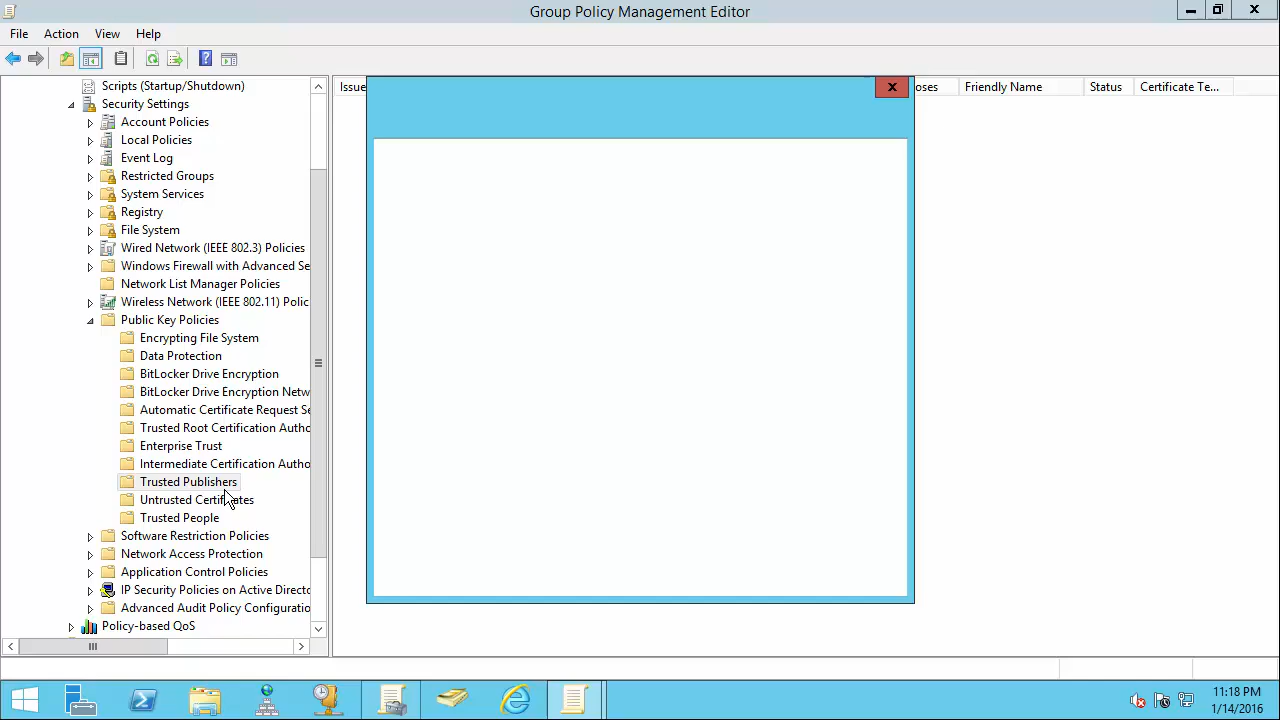 Group Policy Management Editor
File Action View Help
Issue
oses Friendly Name Status Certificate Te...
Scripts (Startup/Shutdown)
Security Settings
Account Policies
Local Policies
Event Log
Restricted Groups
System Services
Registry
File System
Wired Network (IEEE 802.3) Policies
Windows Firewall with Advanced Se
Network List Manager Policies
Wireless Network (IEEE 802.11) Polic
Public Key Policies
Encrypting File System
Data Protection
BitLocker Drive Encryption
BitLocker Drive Encryption Netw
Automatic Certificate Request Se
Trusted Root Certification Autho
Enterprise Trust
Intermediate Certification Autho
Trusted Publishers
Untrusted Certificates
Trusted People
Software Restriction Policies
Network Access Protection
Application Control Policies
IP Security Policies on Active Directo
Advanced Audit Policy Configuratio
Policy-based QoS
11:18 PM
1/14/2016